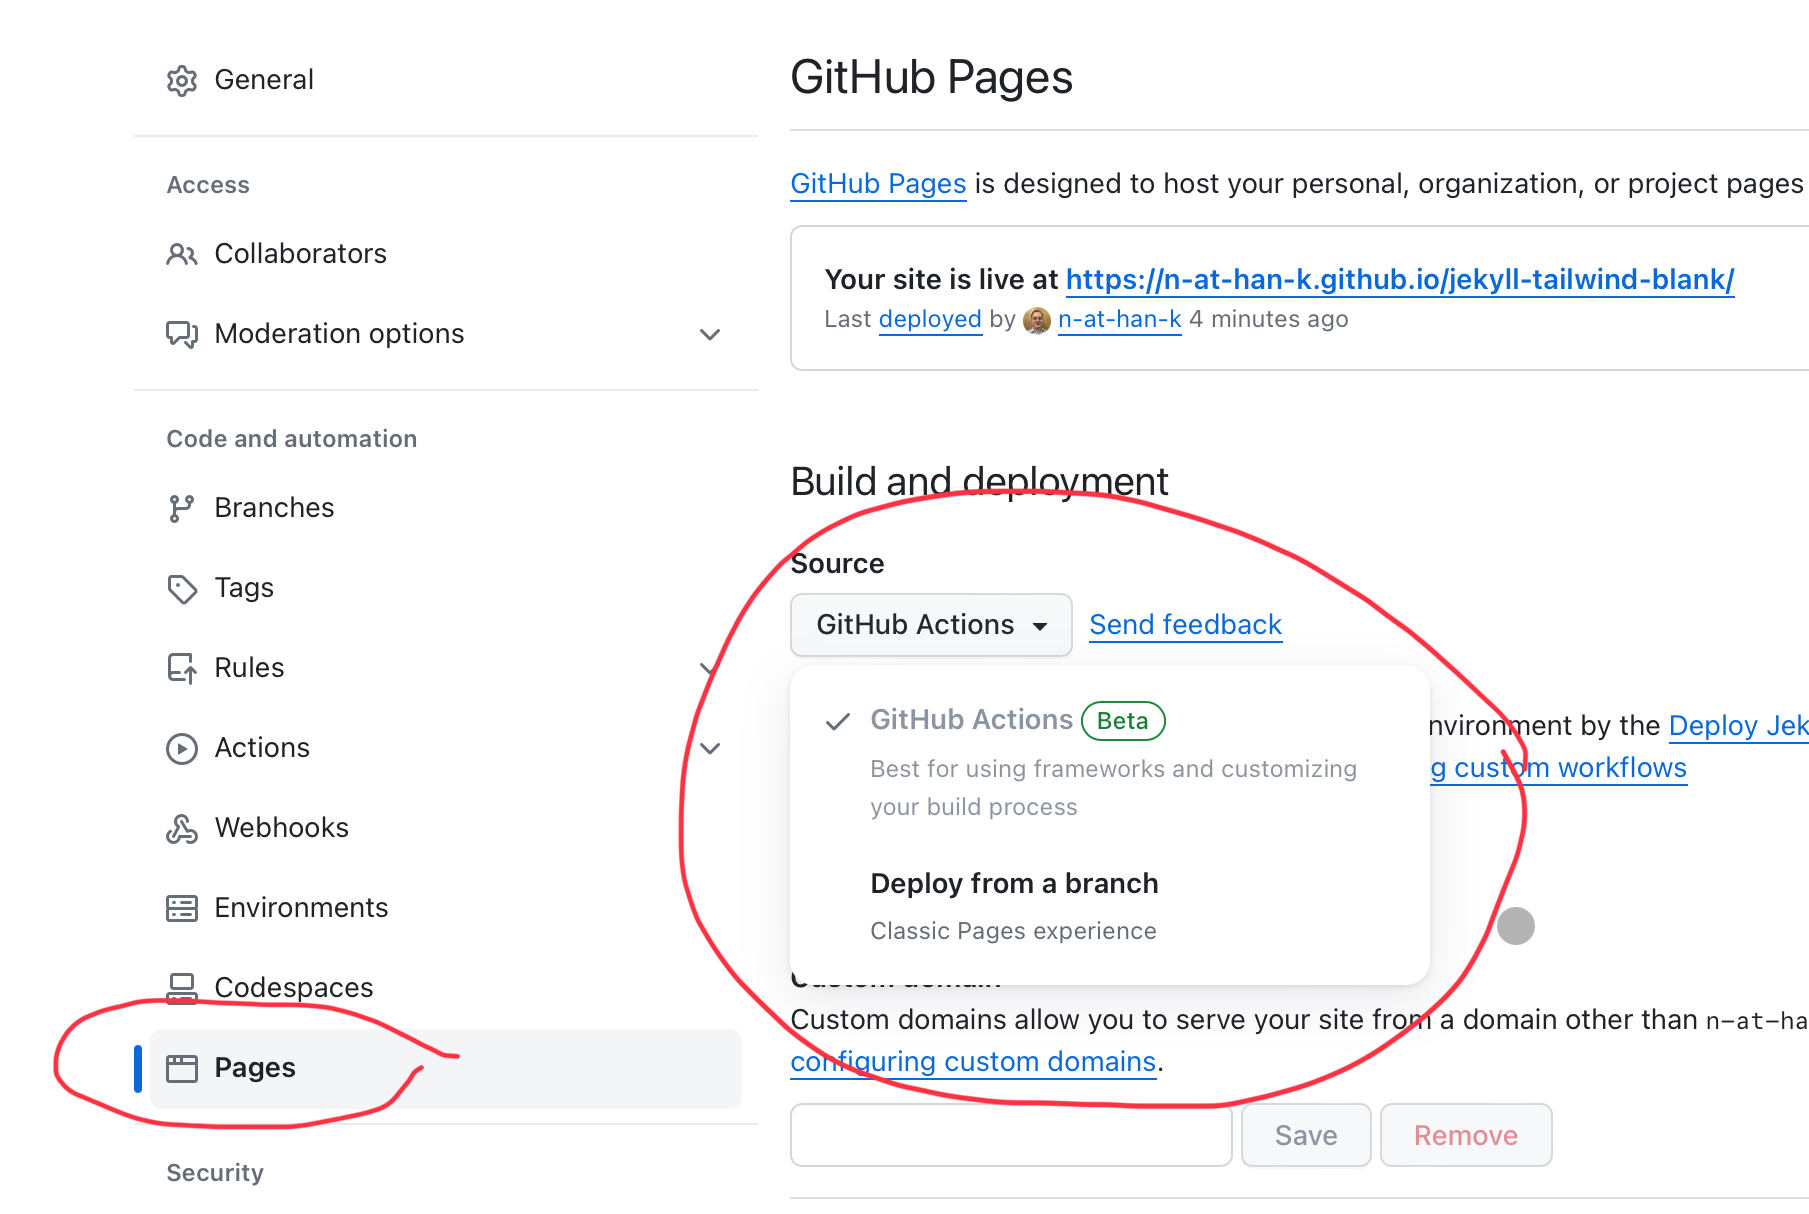 General
Access
Collaborators
Moderation options
Code and automation
Branches
Tags
Rules
Actions
Webhooks
Environments
Codespaces
Pages
Security
GitHub Pages
GitHub Pages is designed to host your personal, organization, or project pages
Your site is live at https://n-at-han-k.github.io/jekyll-tailwind-blank/
Last deployed by n-at-han-k 4 minutes ago
Build and deployment
Source
GitHub Actions Send feedback
GitHub Actions Beta
Best for using frameworks and customizing
your build process
Deploy from a branch
Classic Pages experience
nvironment by the Deploy Jek
g custom workflows
Custom domain
Custom domains allow you to serve your site from a domain other than n-at-ha
configuring custom domains.
Save Remove